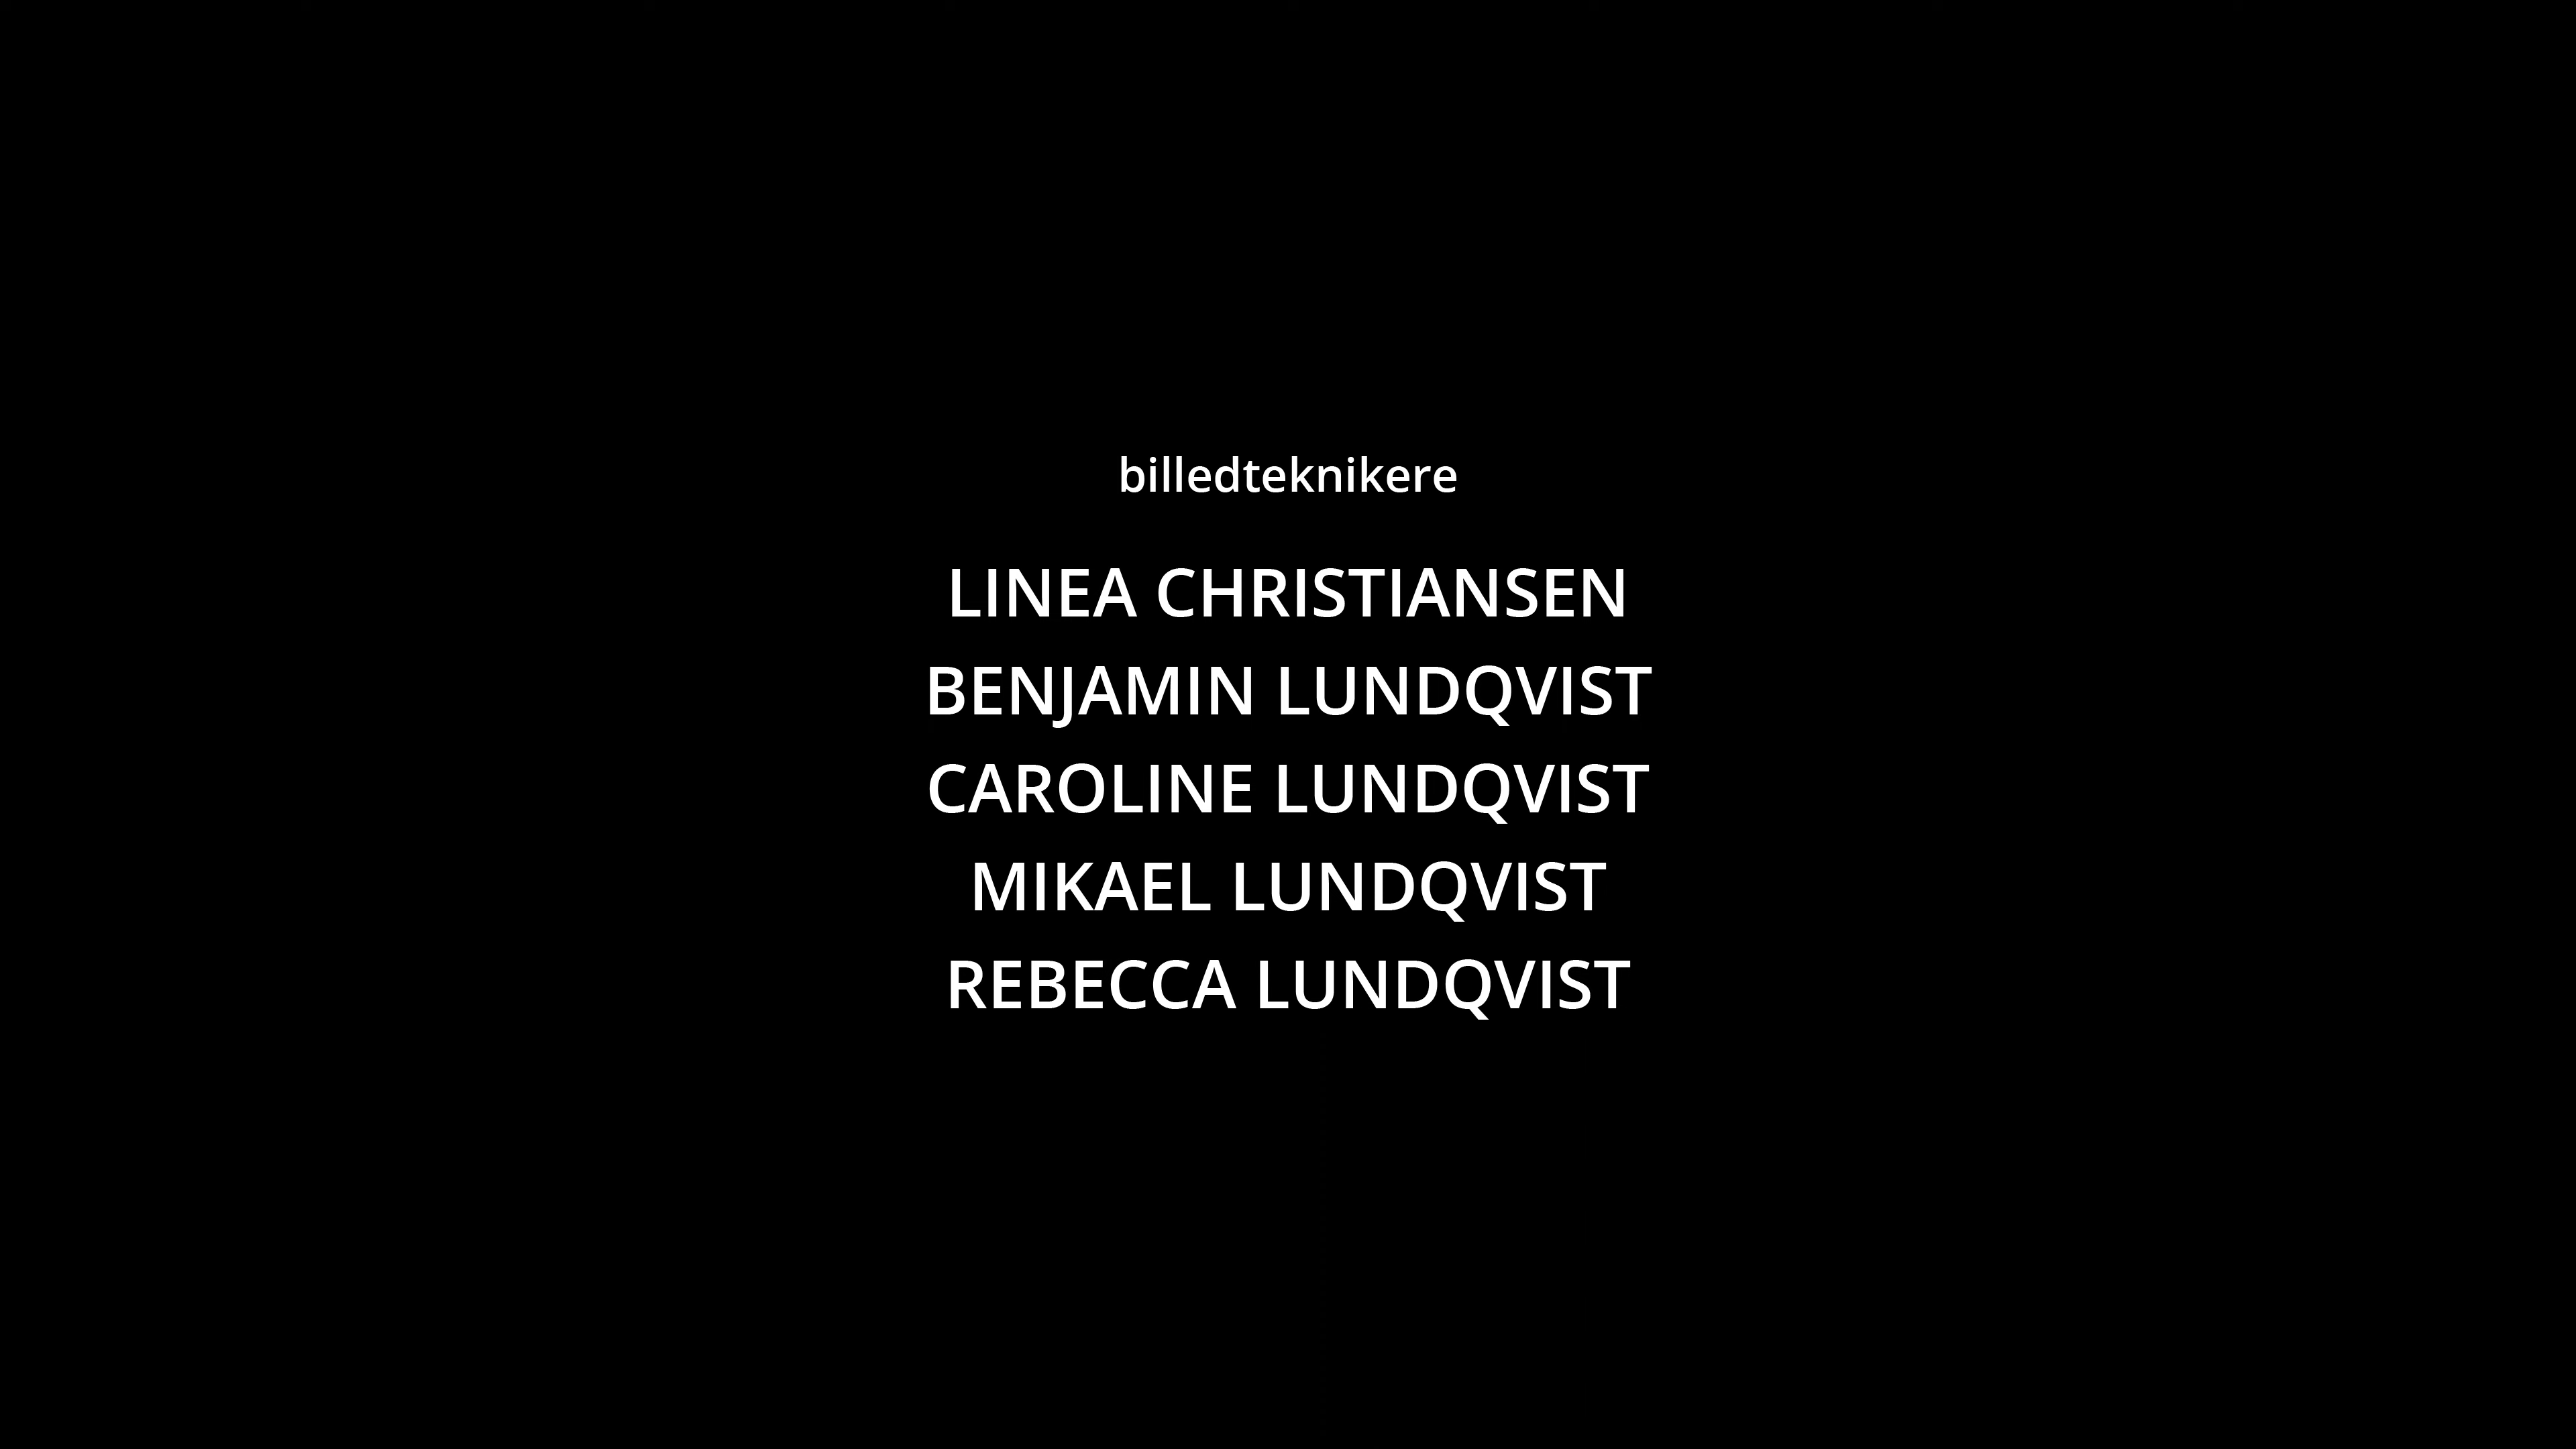 billedteknikere
LINEA CHRISTIANSEN
BENJAMIN LUNDQVIST
CAROLINE LUNDQVIST
MIKAEL LUNDQVIST
REBECCA LUNDQVIST